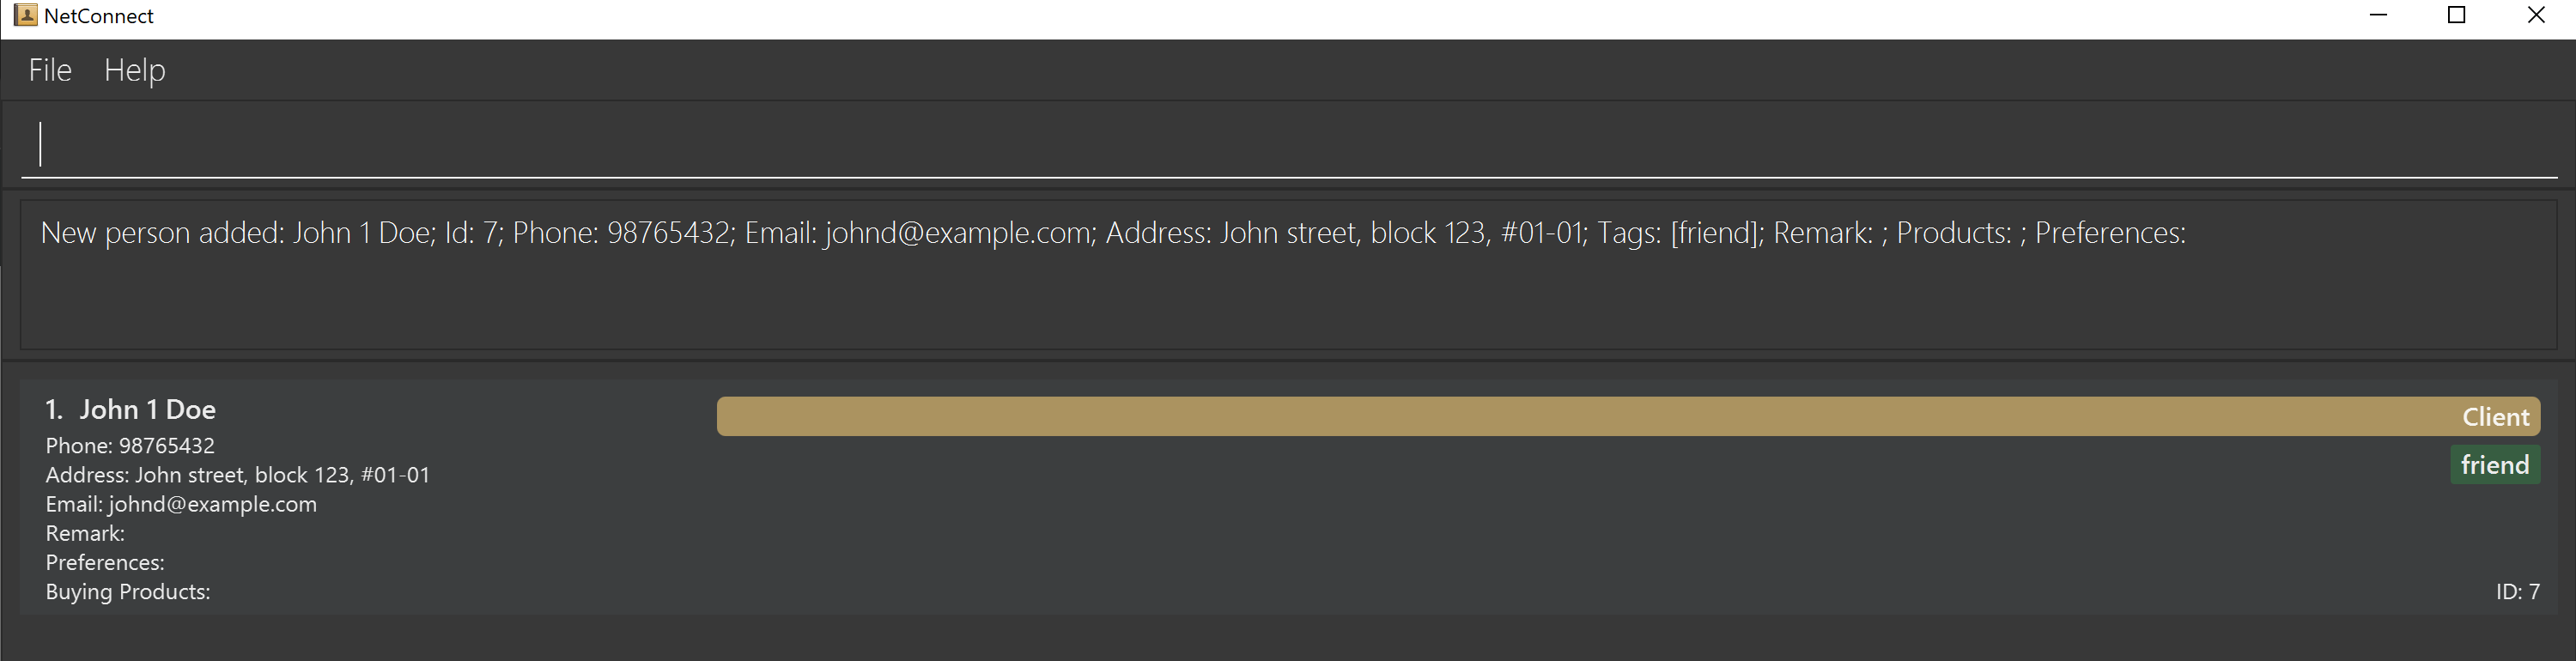 NetConnect
File Help
New person added: John 1 Doe; Id: 7; Phone: 98765432; Email: johnd@example.com; Address: John street, block 123, #01-01; Tags: [friend]; Remark: ; Products: ; Preferences:
1. John 1 Doe
Client
Phone: 98765432
friend
Address: John street, block 123, #01-01
Email: johnd@example.com
Remark:
Preferences:
Buying Products:
ID: 7